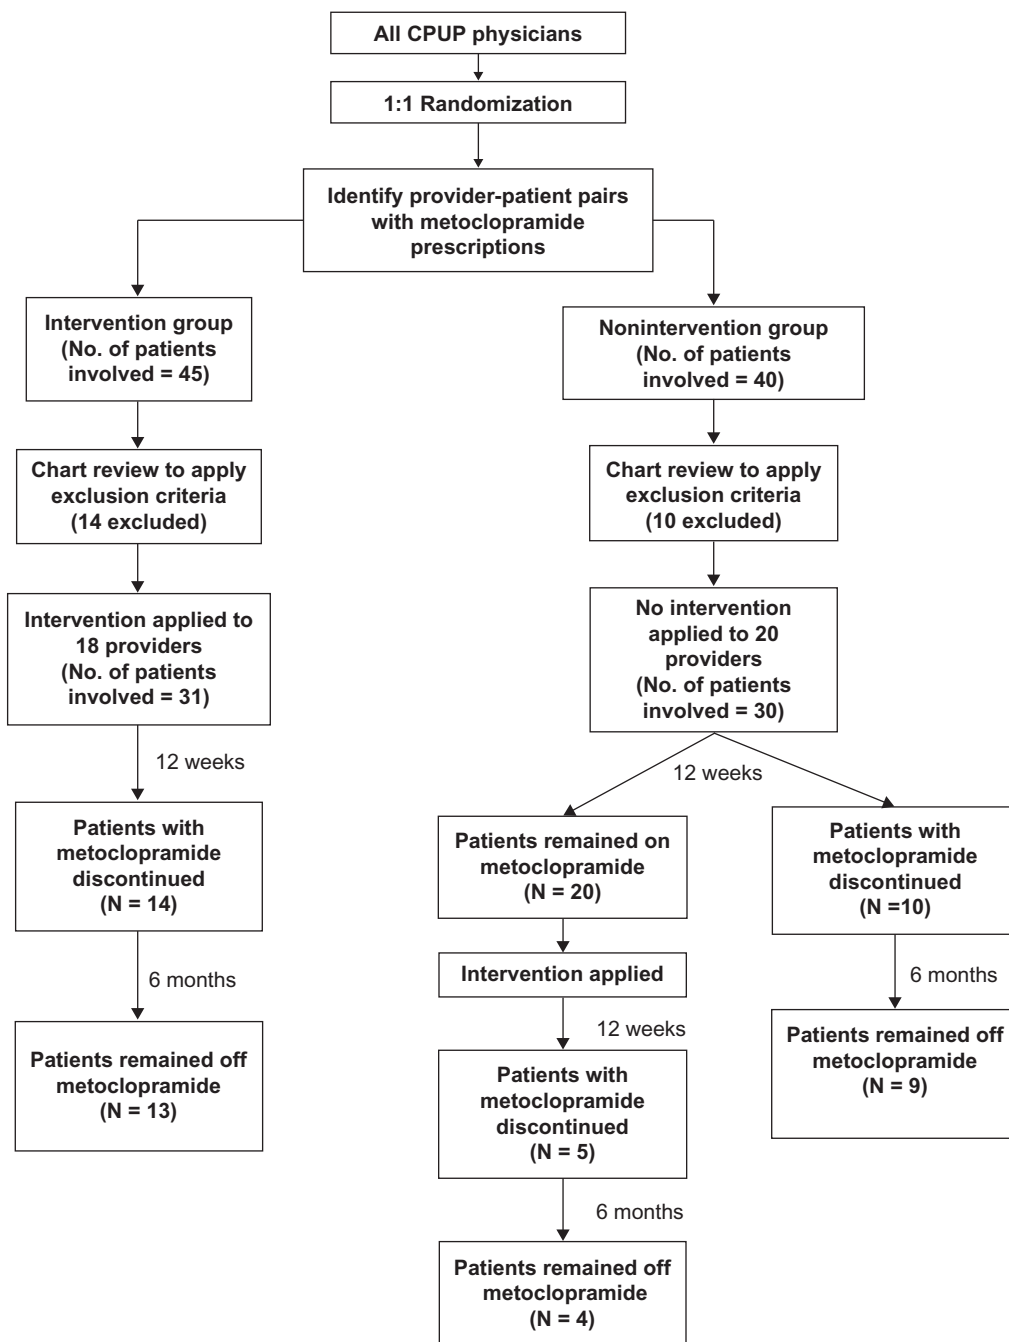 All CPUP physicians
1:1 Randomization
Identify provider-patient pairs
with metoclopramide
prescriptions
Intervention group
(No. of patients
involved = 45)
Nonintervention group
(No. of patients
involved = 40)
Chart review to apply
exclusion criteria
(14 excluded)
Chart review to apply
exclusion criteria
(10 excluded)
Intervention applied to
18 providers
(No. of patients
involved = 31)
No intervention
applied to 20
providers
(No. of patients
involved = 30)
12 weeks
12 weeks
Patients with
metoclopramide
discontinued
(N = 14)
Patients remained on
metoclopramide
(N = 20)
Patients with
metoclopramide
discontinued
(N =10)
6 months
Intervention applied
6 months
12 weeks
Patients remained off
metoclopramide
(N = 13)
Patients with
metoclopramide
discontinued
(N = 5)
Patients remained off
metoclopramide
(N = 9)
6 months
Patients remained off
metoclopramide
(N = 4)